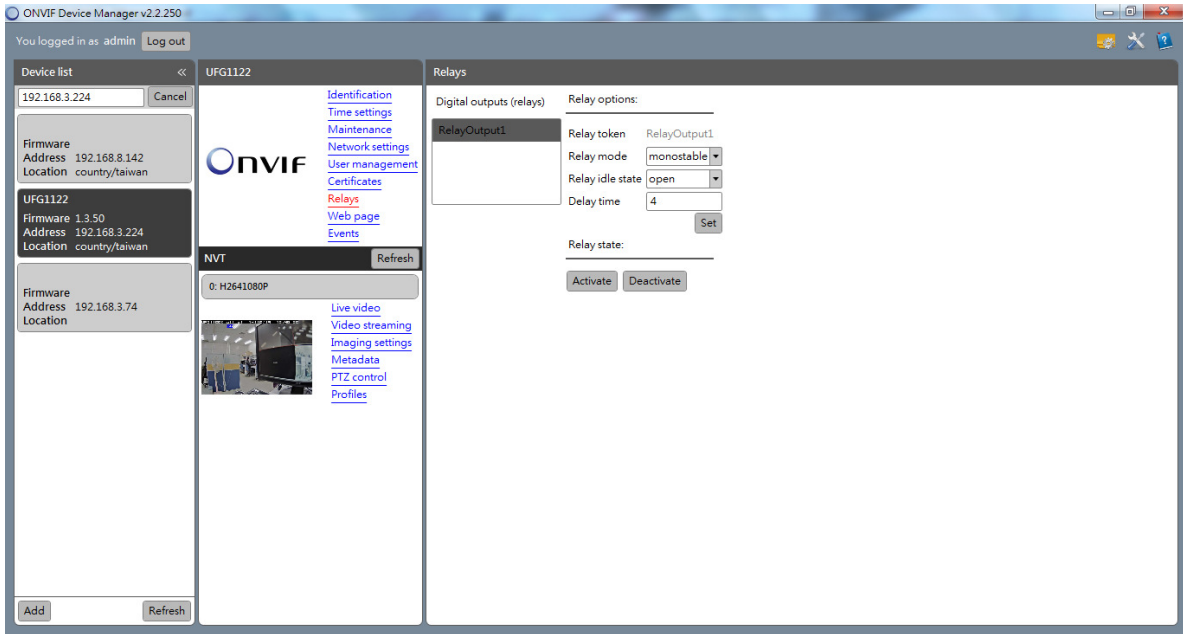 ONVIF Device Manager v2.2.250
You logged in as admin Log out
Device list «
192.168.3.224 Cancel
Firmware
Address 192.168.8.142
Location country/taiwan
UFG1122
Firmware 1.3.50
Address 192.168.3.224
Location country/taiwan
Firmware
Address 192.168.3.74
Location
Add Refresh
UFG1122
ONVIF
Identification
Time settings
Maintenance
Network settings
User management
Certificates
Relays
Web page
Events
NVT Refresh
0: H2641080P
Live video
Video streaming
Imaging settings
Metadata
PTZ control
Profiles
Relays
Digital outputs (relays)
RelayOutput1
Relay options:
Relay token RelayOutput1
Relay mode monostable
Relay idle state open
Delay time 4
Set
Relay state:
Activate Deactivate